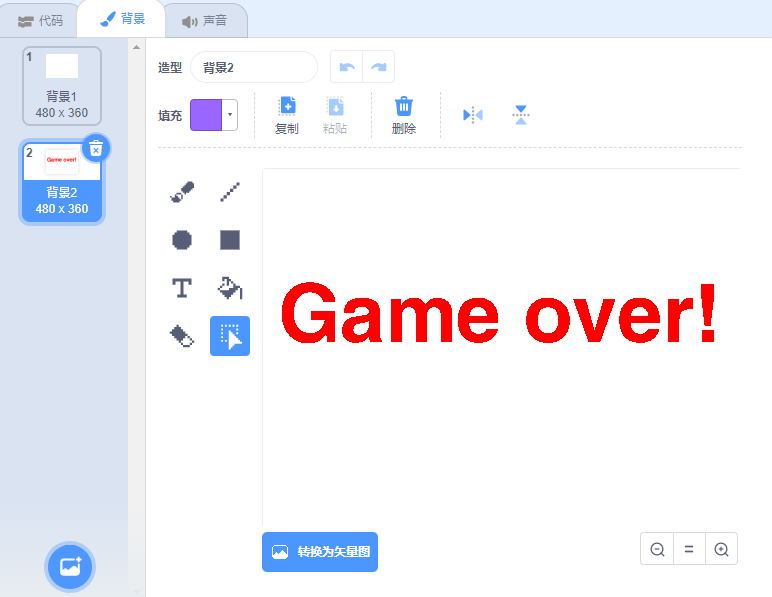 代码
背景
声音
1
背景1
480 x 360
2
Game over!
背景2
480 x 360
造型
背景2
填充
复制
粘贴
删除
T
Game over!
转换为矢量图